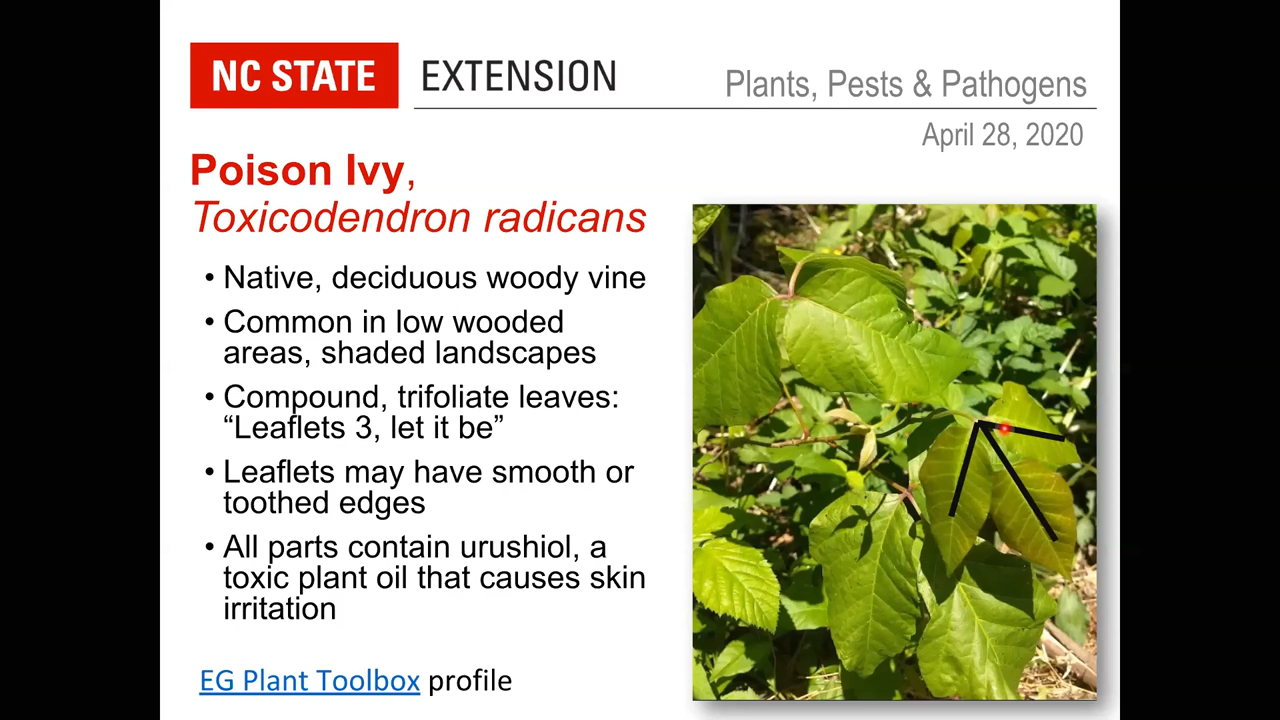 NC STATE EXTENSION
Plants, Pests & Pathogens
April 28, 2020
Poison Ivy,
Toxicodendron radicans
• Native, deciduous woody vine
• Common in low wooded
areas, shaded landscapes
• Compound, trifoliate leaves:
“Leaflets 3, let it be”
• Leaflets may have smooth or
toothed edges
• All parts contain urushiol, a
toxic plant oil that causes skin
irritation
EG Plant Toolbox profile